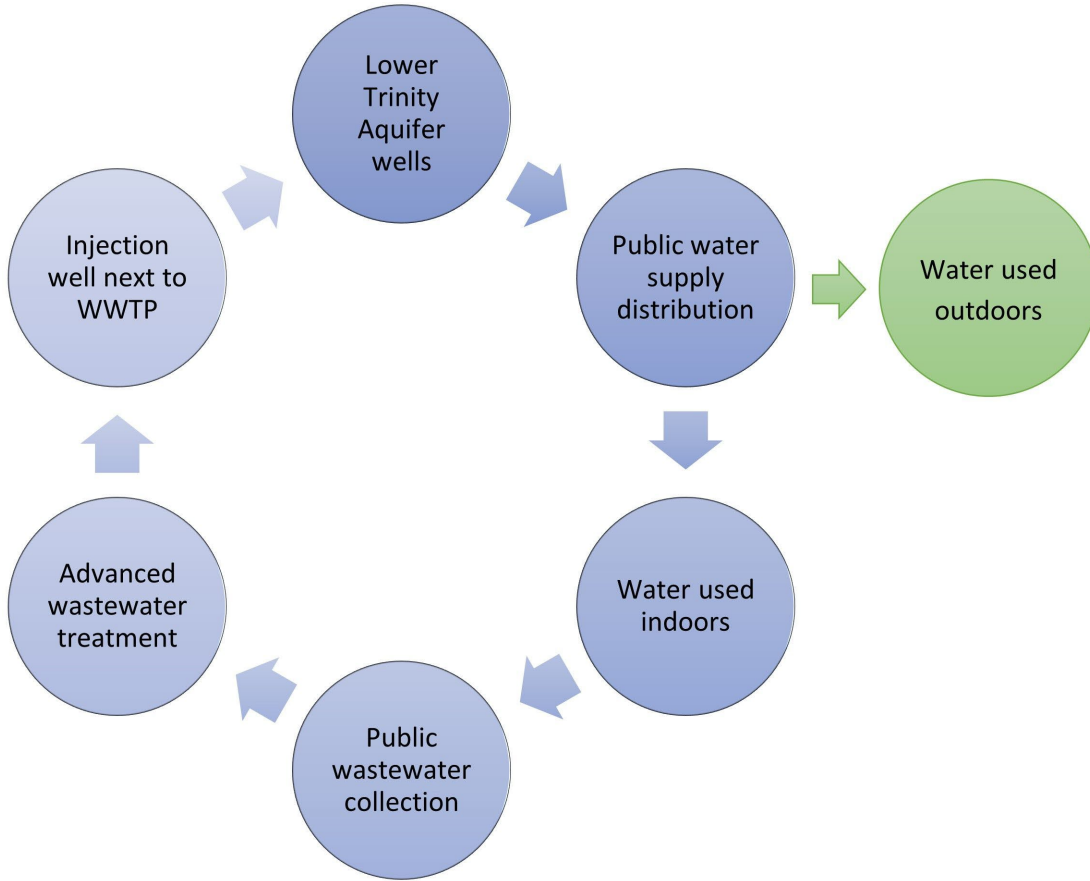 Lower
Trinity
Aquifer
wells
Public water
supply
distribution
Water used
outdoors
Water used
indoors
Public
wastewater
collection
Advanced
wastewater
treatment
Injection
well next to
WWTP